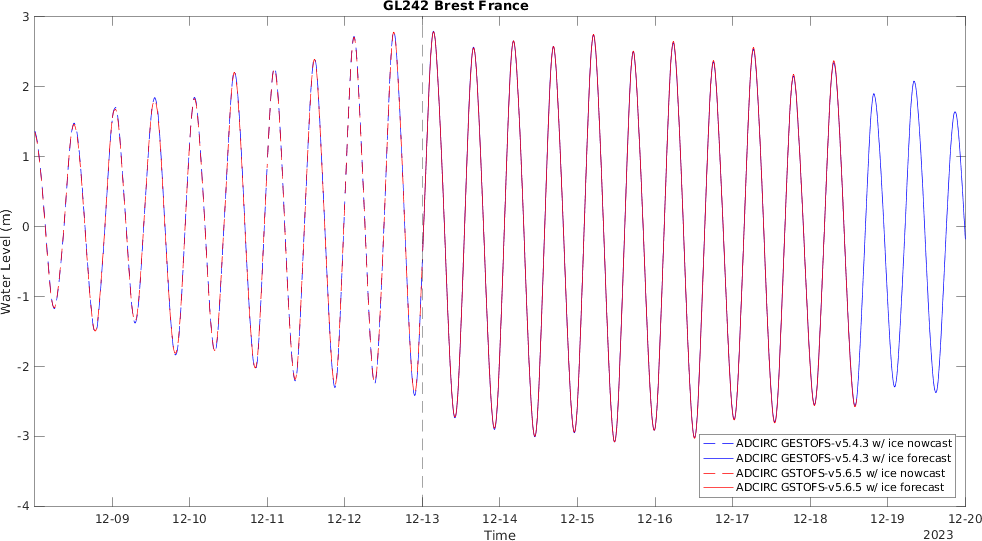 GL242 Brest France
3
2
1
0
-1
-2
-3
-4
Water Level (m)
ADCIRC GESTOFS-v5.4.3 w/ ice nowcast
ADCIRC GESTOFS-v5.4.3 w/ ice forecast
ADCIRC GSTOFS-v5.6.5 w/ ice nowcast
ADCIRC GSTOFS-v5.6.5 w/ ice forecast
12-09 12-10 12-11 12-12 12-13 12-14 12-15 12-16 12-17 12-18 12-19 12-20
Time
2023